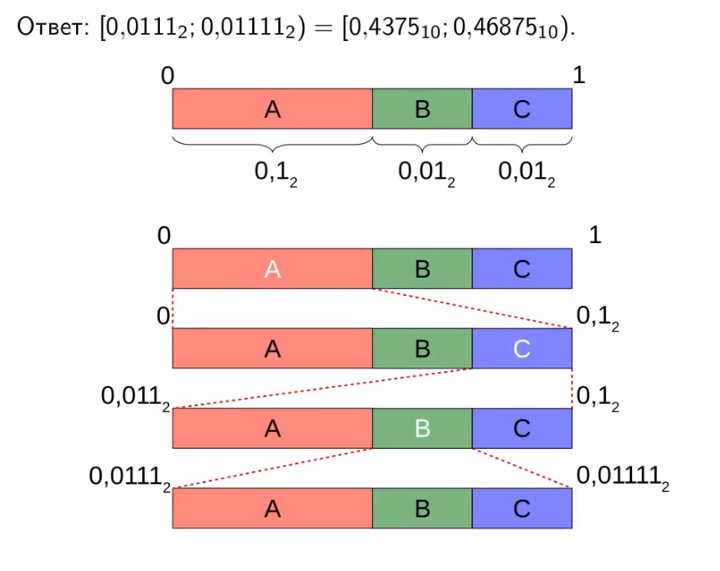 Ответ: [0,0111₂; 0,01111₂) = [0,4375₁₀; 0,46875₁₀).
0 1
A B C
0,1₂ 0,01₂ 0,01₂
0 1
A B C
0 0,1₂
A B C
0,011₂ 0,1₂
A B C
0,0111₂ 0,01111₂
A B C